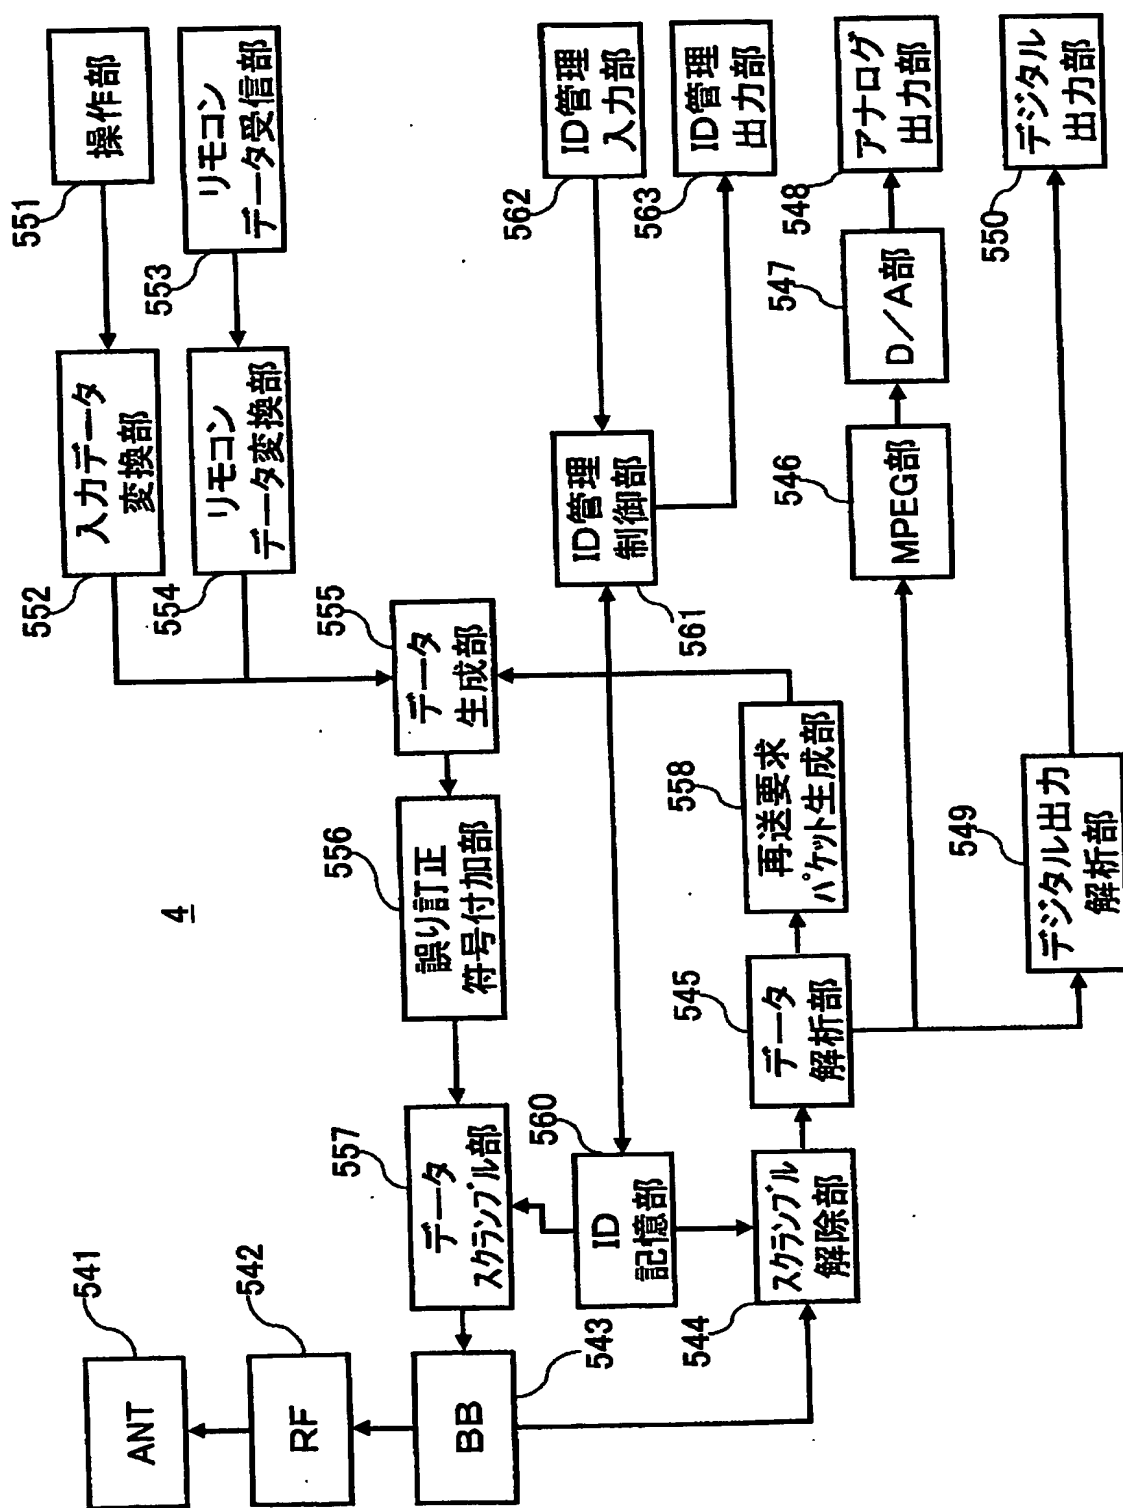 4
ANT
541
RF
542
BB
543
スクランブル
解除部
544
データ
解析部
545
MPEG部
546
D/A部
547
アナログ
出力部
548
デジタル出力
解析部
549
デジタル
出力部
550
操作部
551
入力データ
変換部
552
リモコン
データ受信部
553
リモコン
データ変換部
554
データ
生成部
555
誤り訂正
符号付加部
556
データ
スクランブル部
557
再送要求
パケット生成部
558
ID
記憶部
560
ID管理
制御部
561
ID管理
入力部
562
ID管理
出力部
563